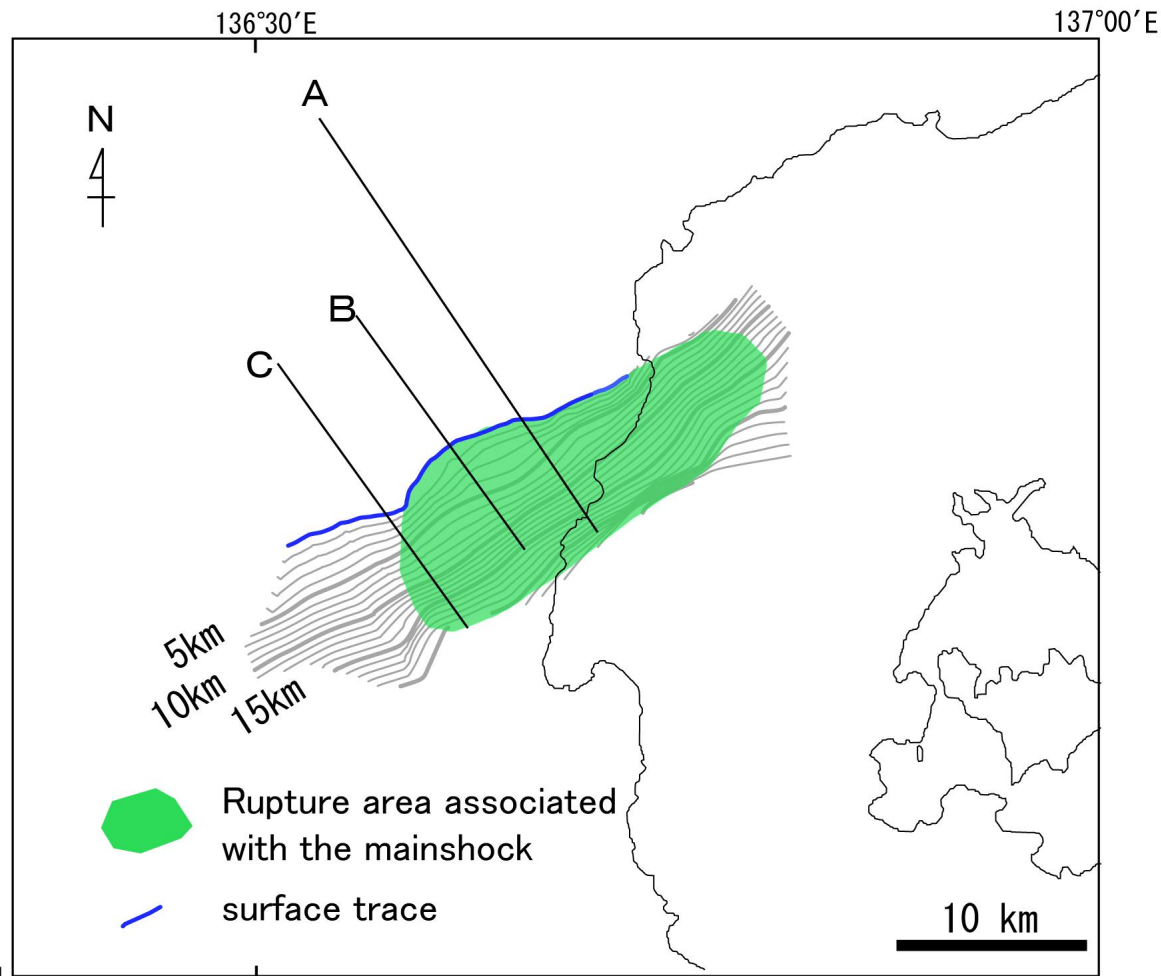 136°30′E
137°00′E
A
N
B
C
5km
10km
15km
Rupture area associated
with the mainshock
surface trace
10 km